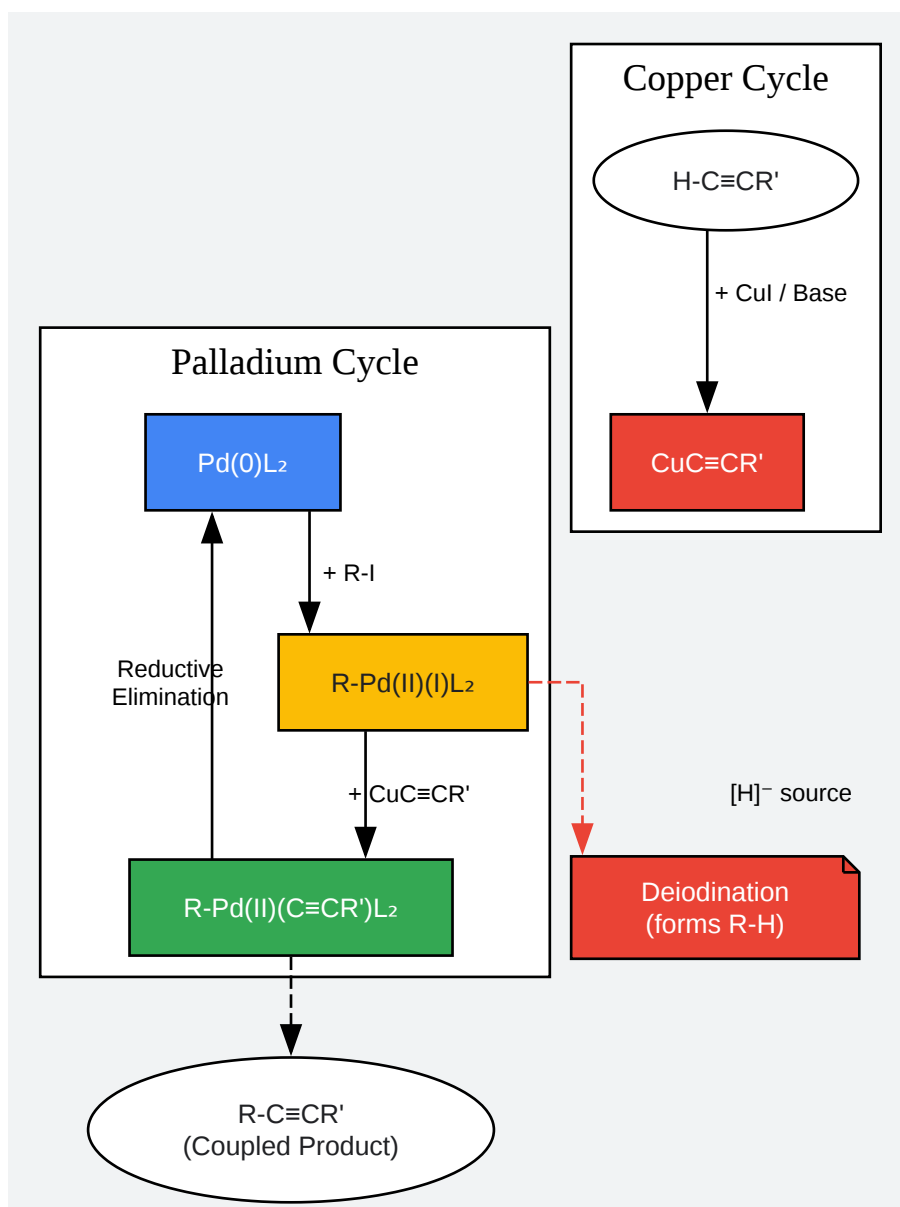 Copper Cycle
H-C≡CR'
+ CuI / Base
CuC≡CR'
Palladium Cycle
Pd(0)L₂
+ R-I
R-Pd(II)(I)L₂
Reductive
Elimination
+ CuC≡CR'
R-Pd(II)(C≡CR')L₂
[H]⁻ source
Deiodination
(forms R-H)
R-C≡CR'
(Coupled Product)